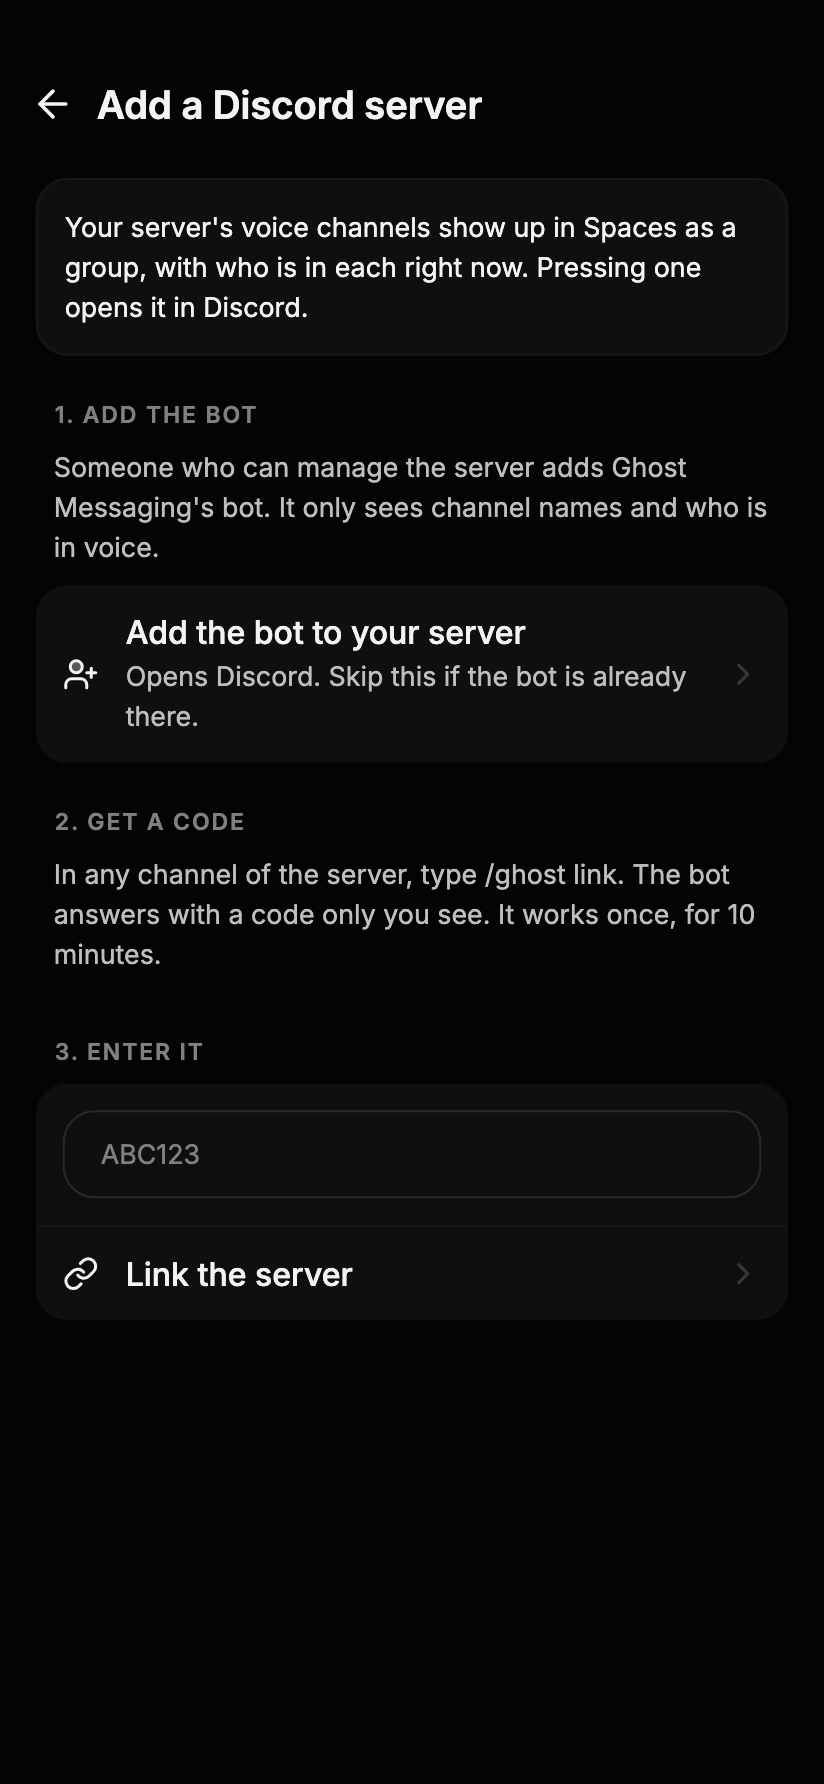 Add a Discord server
Your server's voice channels show up in Spaces as a
group, with who is in each right now. Pressing one
opens it in Discord.
1. ADD THE BOT
Someone who can manage the server adds Ghost
Messaging's bot. It only sees channel names and who is
in voice.
Add the bot to your server
Opens Discord. Skip this if the bot is already
there.
2. GET A CODE
In any channel of the server, type /ghost link. The bot
answers with a code only you see. It works once, for 10
minutes.
3. ENTER IT
ABC123
Link the server